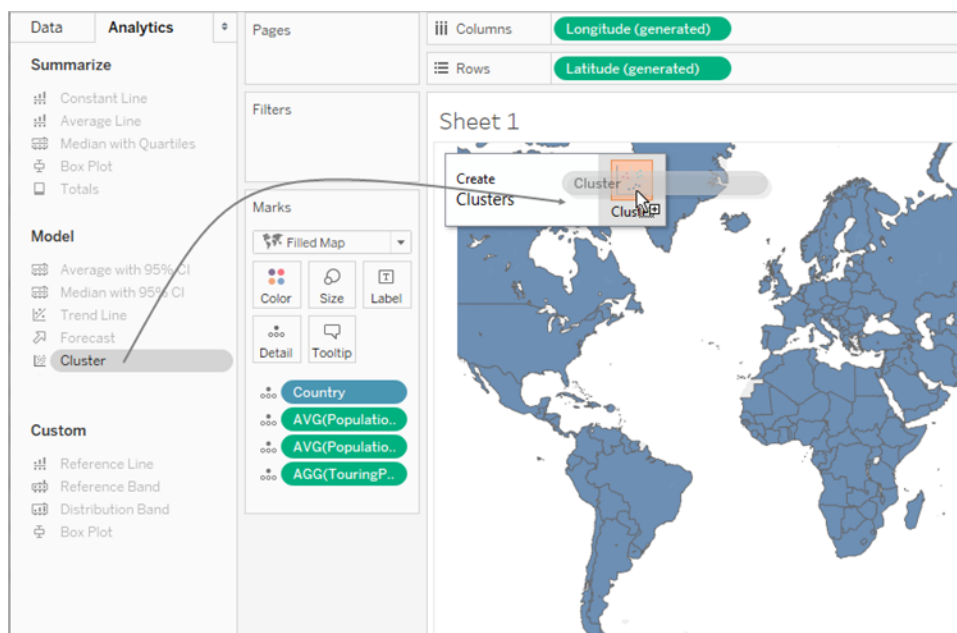 Data
Analytics
Summarize
Constant Line
Average Line
Median with Quartiles
Box Plot
Totals
Model
Average with 95% CI
Median with 95% CI
Trend Line
Forecast
Cluster
Custom
Reference Line
Reference Band
Distribution Band
Box Plot
Pages
Filters
Marks
Filled Map
Color
Size
Label
Detail
Tooltip
Country
AVG(Populatio..
AVG(Populatio..
AGG(TouringP..
Columns
Longitude (generated)
Rows
Latitude (generated)
Sheet 1
Create
Clusters
Cluster
Cluster